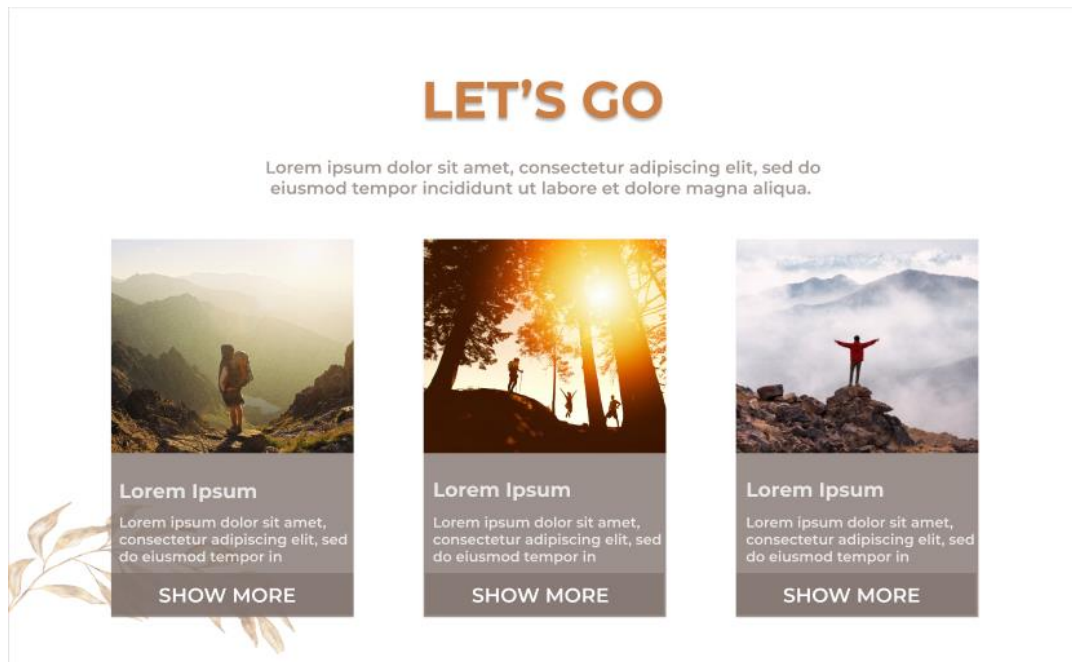 LET’S GO
Lorem ipsum dolor sit amet, consectetur adipiscing elit, sed do
eiusmod tempor incididunt ut labore et dolore magna aliqua.
Lorem Ipsum
Lorem ipsum dolor sit amet,
consectetur adipiscing elit, sed
do eiusmod tempor in
SHOW MORE
Lorem Ipsum
Lorem ipsum dolor sit amet,
consectetur adipiscing elit, sed
do eiusmod tempor in
SHOW MORE
Lorem Ipsum
Lorem ipsum dolor sit amet,
consectetur adipiscing elit, sed
do eiusmod tempor in
SHOW MORE